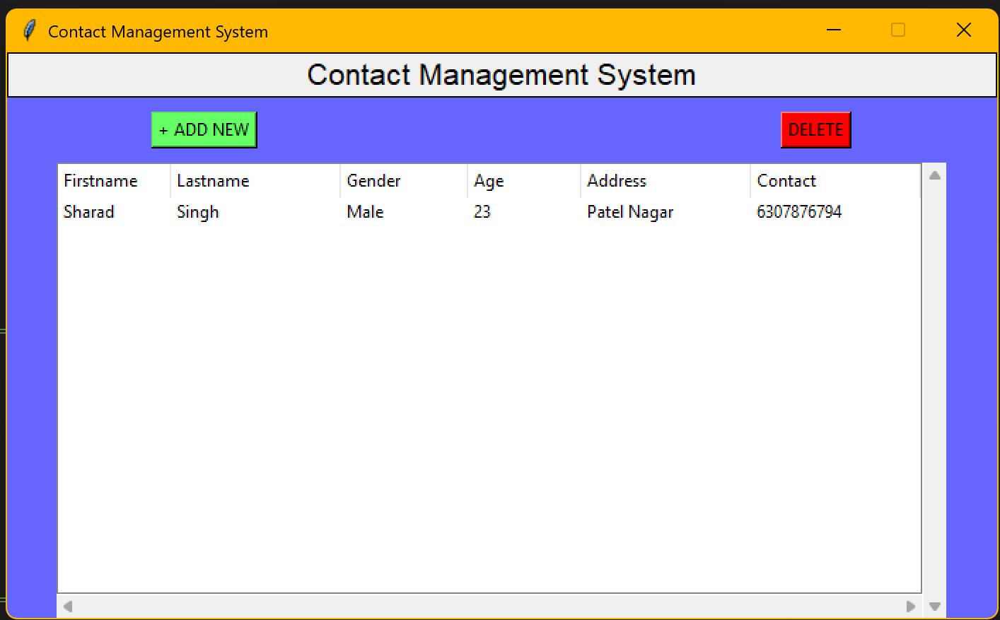 Contact Management System
Contact Management System
+ ADD NEW DELETE
Firstname Lastname Gender Age Address Contact
Sharad Singh Male 23 Patel Nagar 6307876794